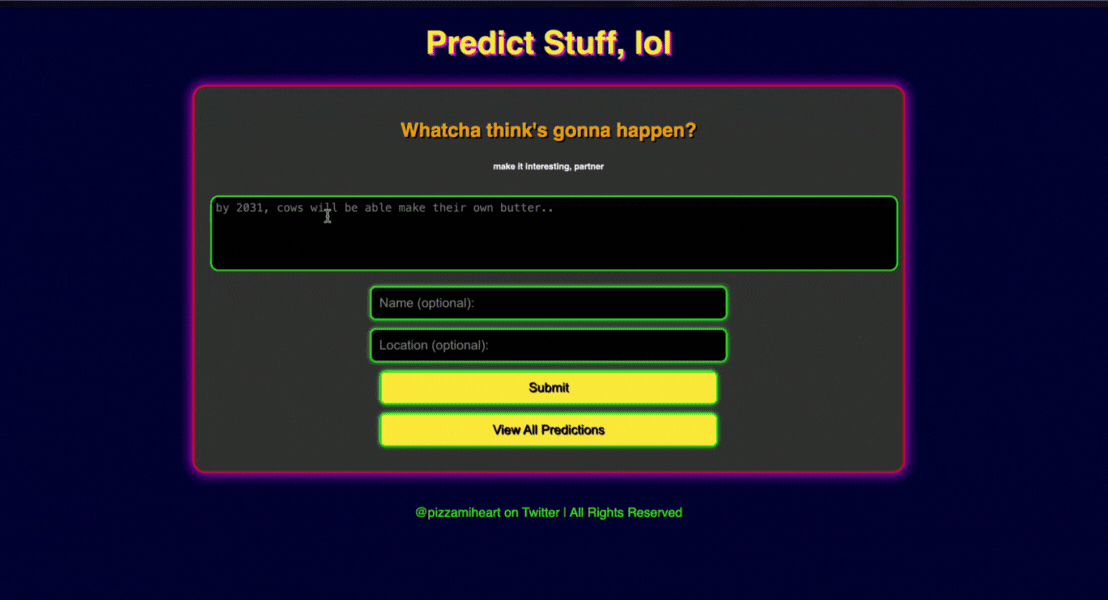 Predict Stuff, lol
Whatcha think's gonna happen?
make it interesting, partner
by 2031, cows will be able make their own butter..
Name (optional):
Location (optional):
Submit
View All Predictions
@pizzamiheart on Twitter | All Rights Reserved